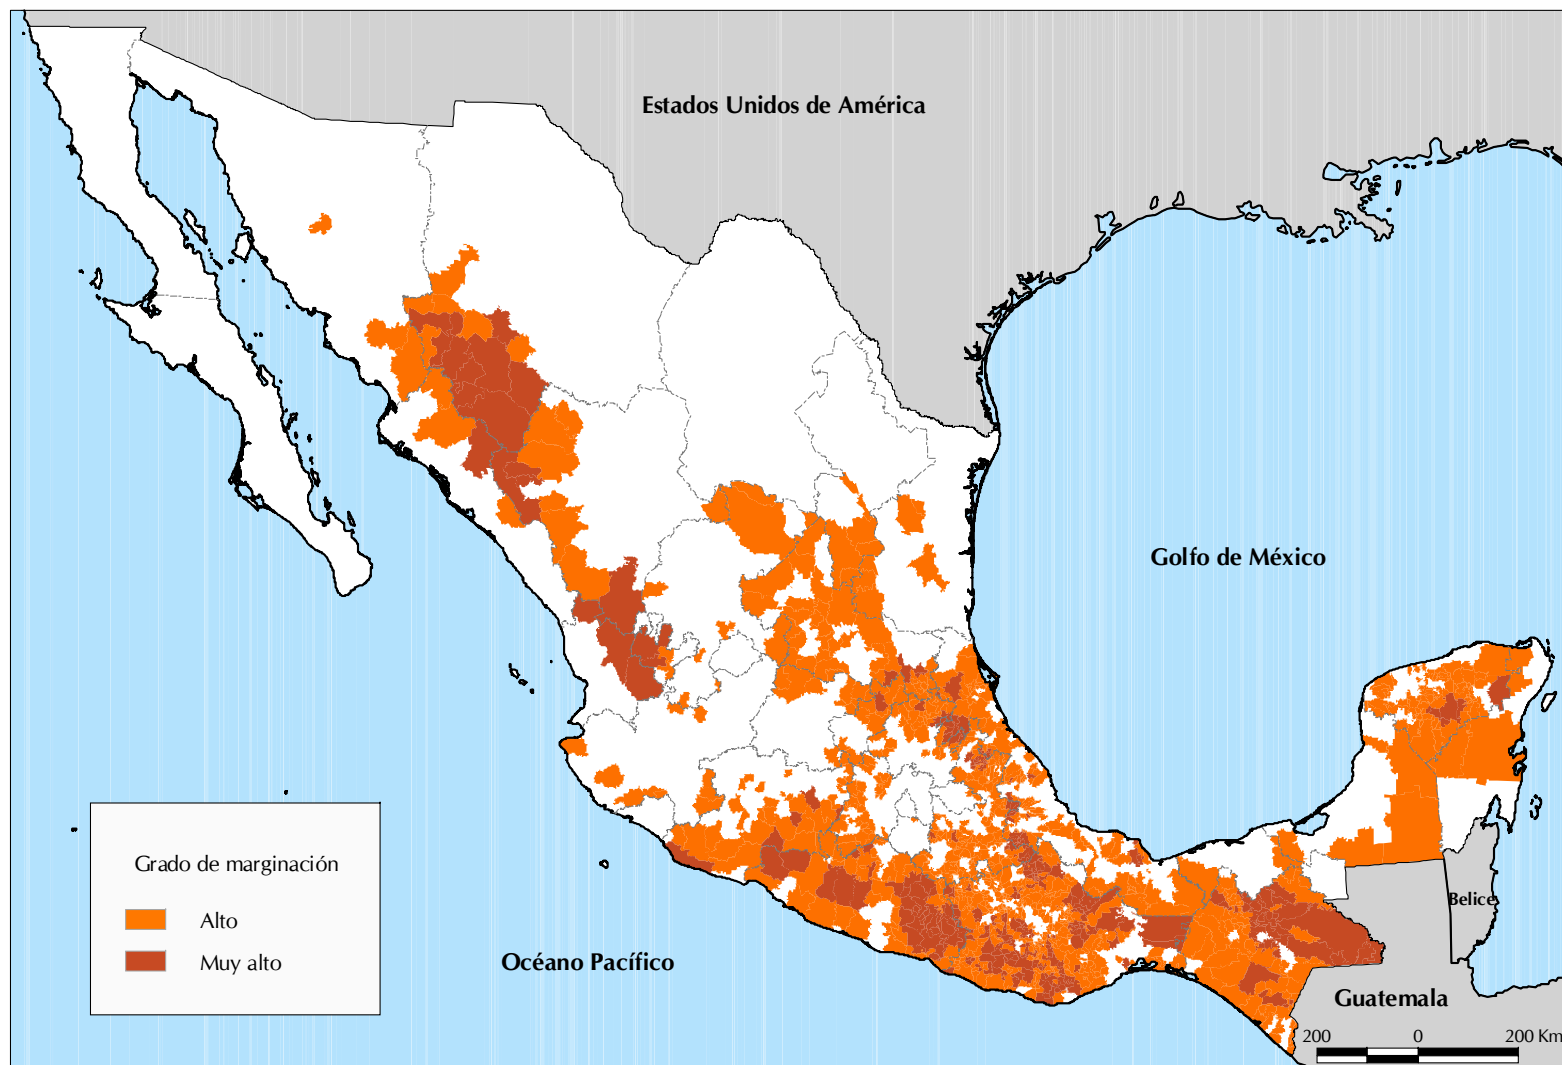 Estados Unidos de América
Golfo de México
Grado de marginación
Alto
Muy alto
Belice
Océano Pacífico
Guatemala
200 0 200 Km